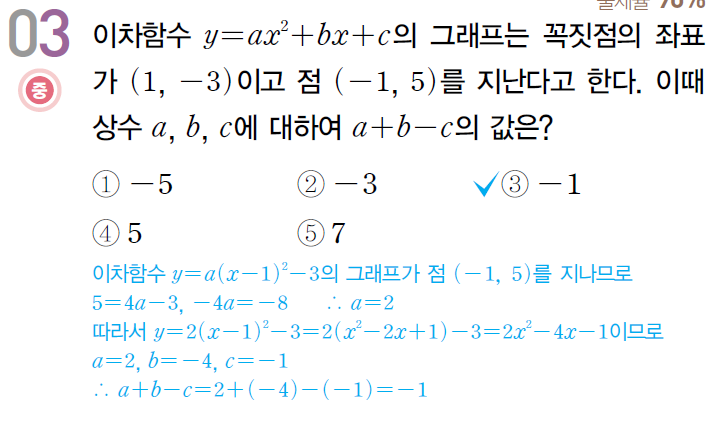 출제율 70%
03
중
이차함수 y=ax²+bx+c의 그래프는 꼭짓점의 좌표
가 (1, -3)이고 점 (-1, 5)를 지난다고 한다. 이때
상수 a, b, c에 대하여 a+b-c의 값은?
① -5 ② -3 ③ -1
④ 5 ⑤ 7
이차함수 y=a(x-1)²-3의 그래프가 점 (-1, 5)를 지나므로
5=4a-3, -4a=-8 ∴ a=2
따라서 y=2(x-1)²-3=2(x²-2x+1)-3=2x²-4x-1이므로
a=2, b=-4, c=-1
∴ a+b-c=2+(-4)-(-1)=-1